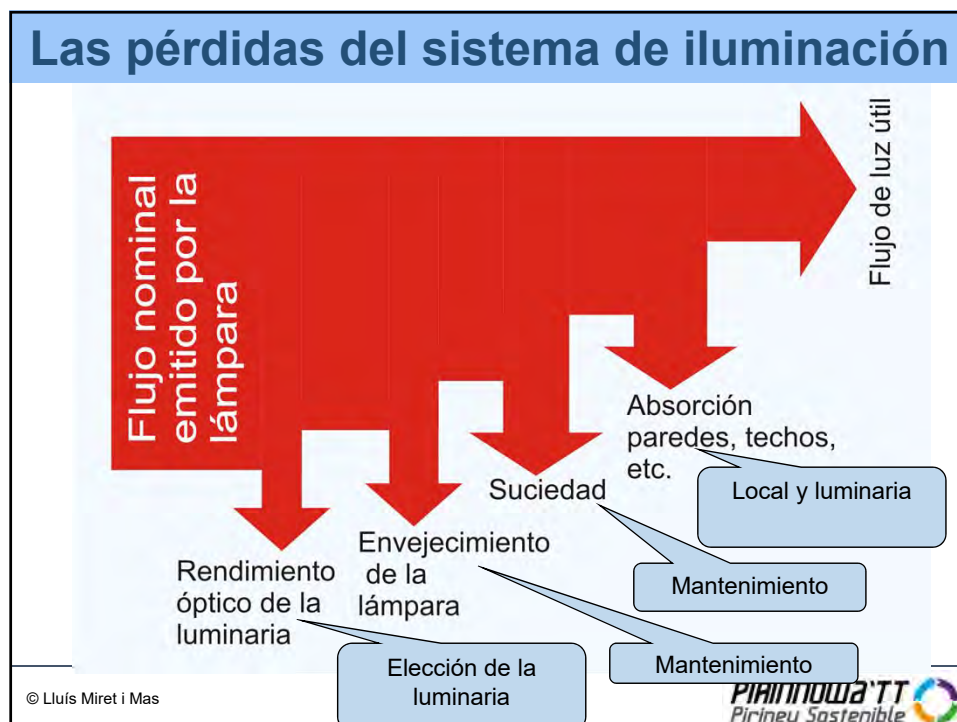 Las pérdidas del sistema de iluminación
Flujo nominal
emitido por la
lámpara
Flujo de luz útil
Absorción
paredes, techos,
etc.
Local y luminaria
Suciedad
Mantenimiento
Envejecimiento
de la
lámpara
Mantenimiento
Rendimiento
óptico de la
luminaria
Elección de la
luminaria
© Lluís Miret i Mas
PIRINNOWA'TT
Pirineu Sostenible